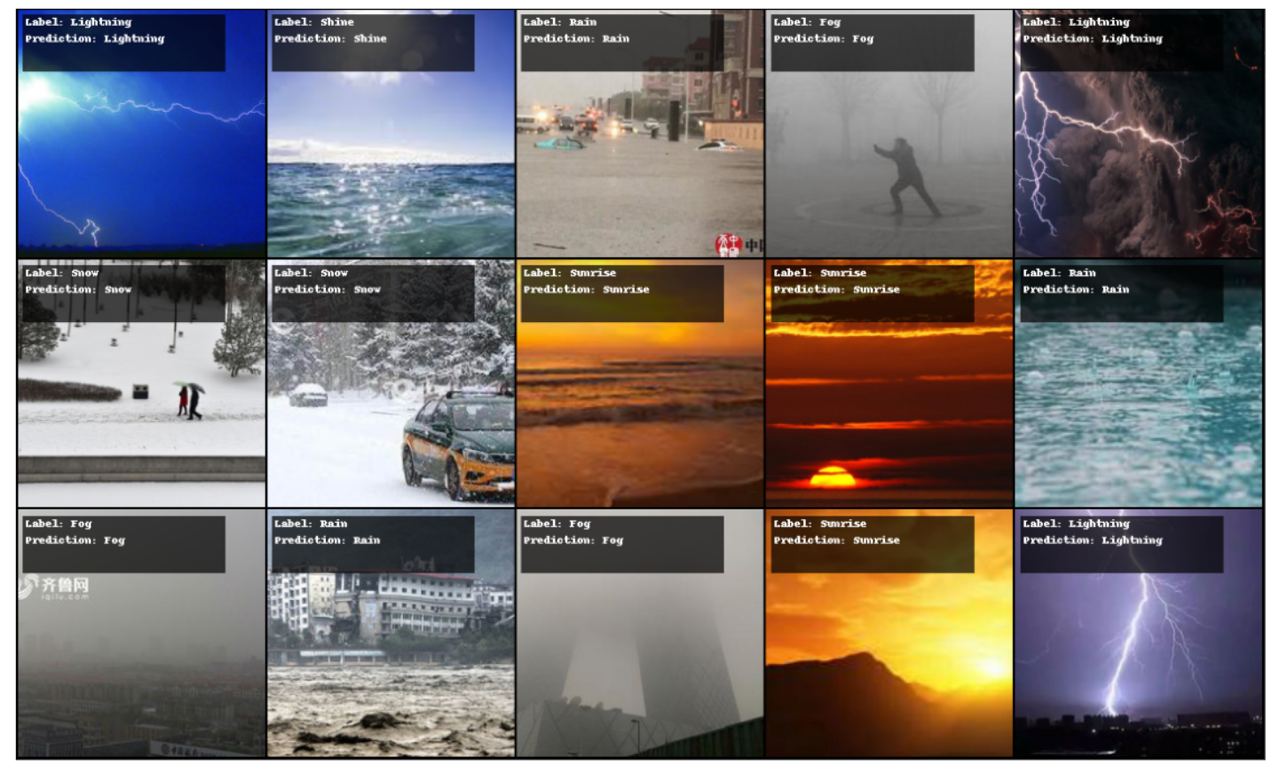 Label: Lightning
Prediction: Lightning
Label: Shine
Prediction: Shine
Label: Rain
Prediction: Rain
Label: Fog
Prediction: Fog
Label: Lightning
Prediction: Lightning
中
Label: Snow
Prediction: Snow
Label: Snow
Prediction: Snow
Label: Sunrise
Prediction: Sunrise
Label: Sunrise
Prediction: Sunrise
Label: Rain
Prediction: Rain
Label: Fog
Prediction: Fog
齐鲁网
iqilu.com
Label: Rain
Prediction: Rain
Label: Fog
Prediction: Fog
Label: Sunrise
Prediction: Sunrise
Label: Lightning
Prediction: Lightning